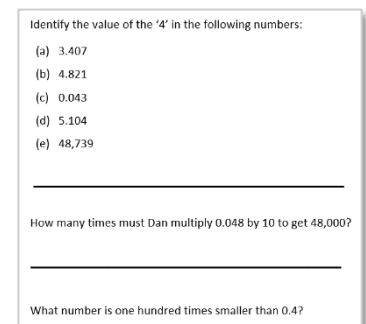 Identify the value of the ‘4’ in the following numbers:
(a) 3.407
(b) 4.821
(c) 0.043
(d) 5.104
(e) 48,739
How many times must Dan multiply 0.048 by 10 to get 48,000?
What number is one hundred times smaller than 0.4?